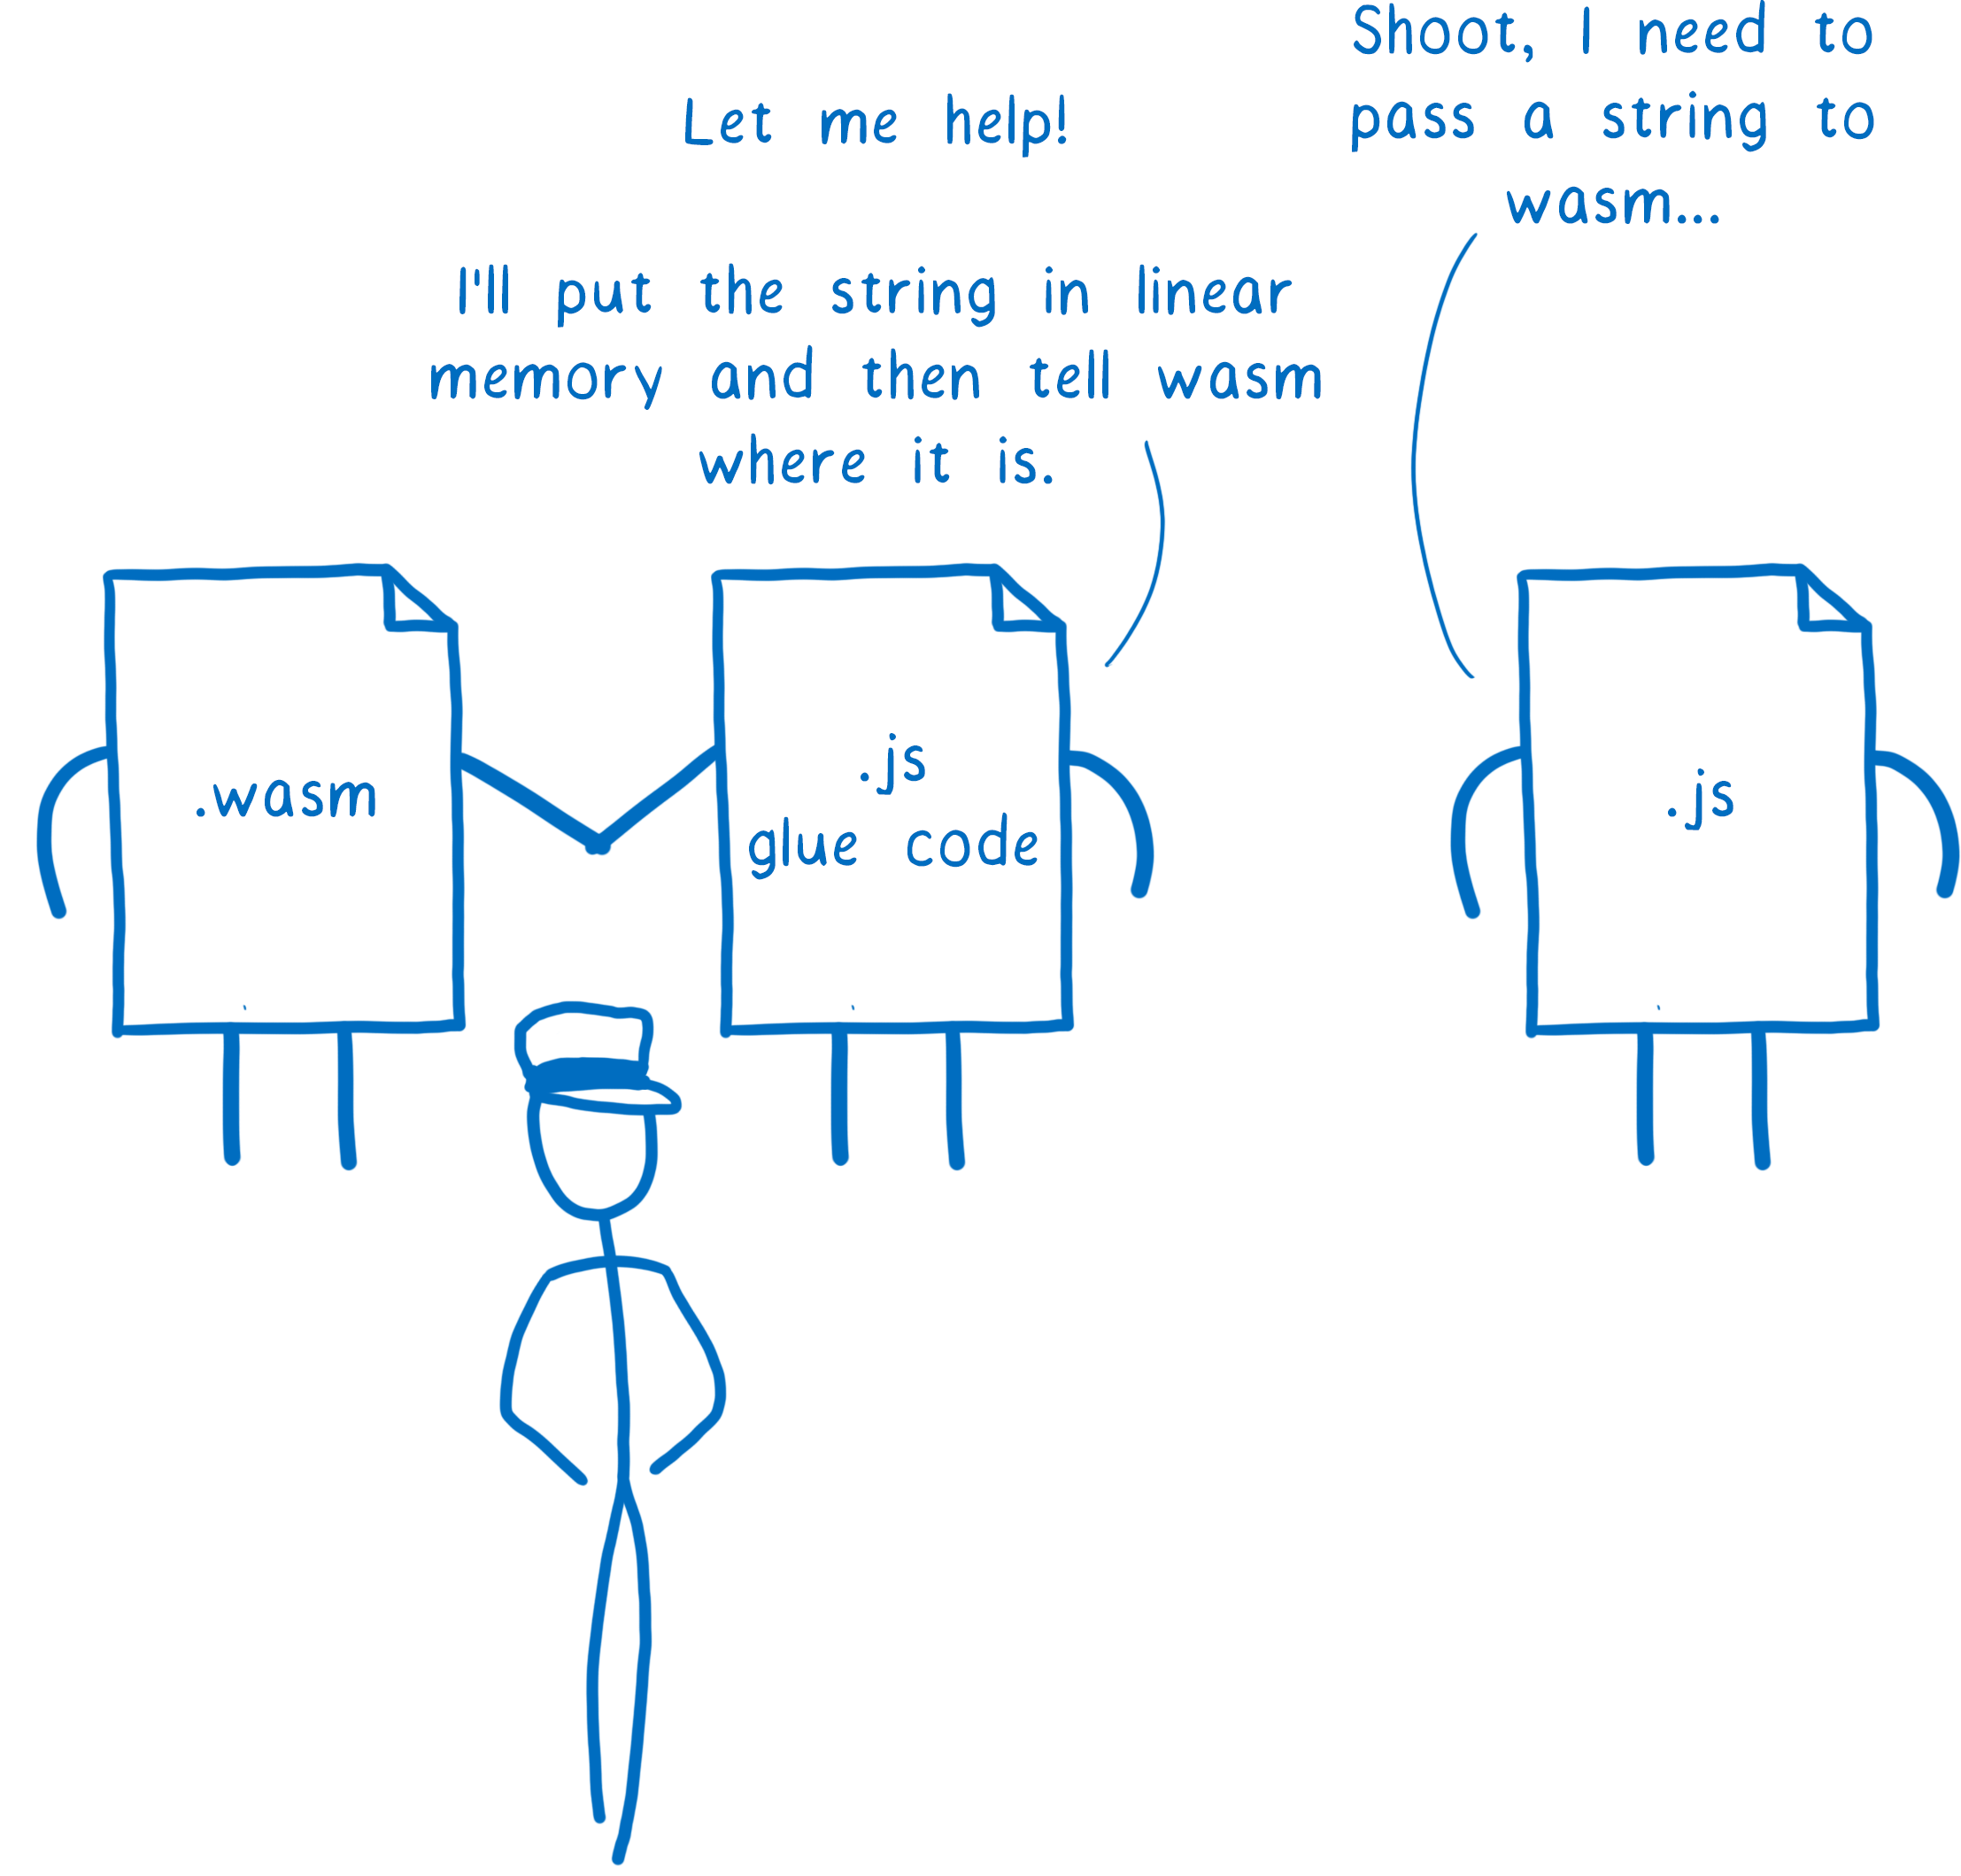 Shoot, I need to
pass a string to
wasm...
Let me help!
I'll put the string in linear
memory and then tell wasm
where it is.
.wasm
.js
glue code
.js